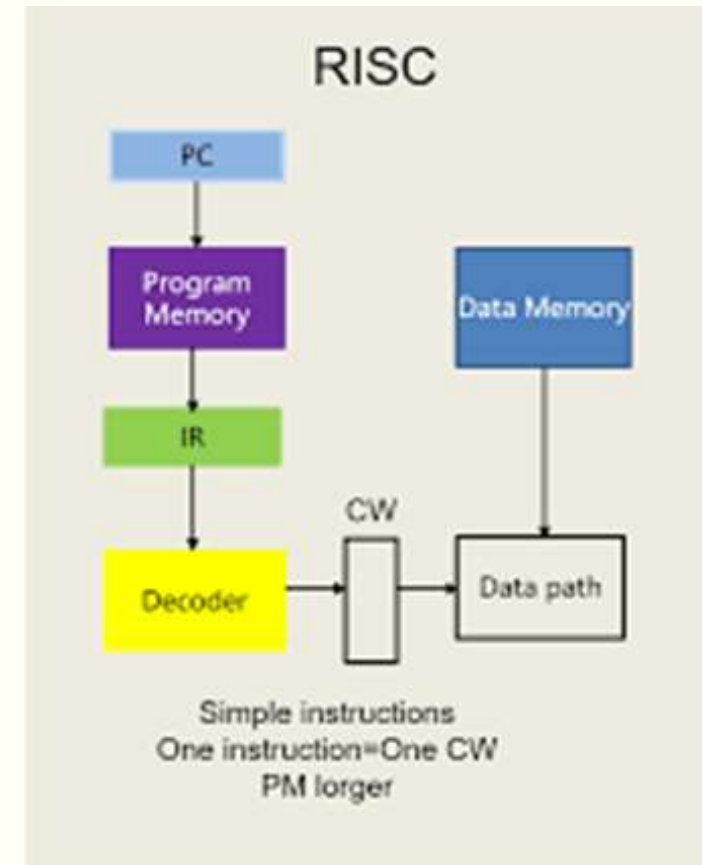 RISC
PC
Program
Memory
Data Memory
IR
CW
Decoder
Data path
Simple instructions
One instruction=One CW
PM lorger